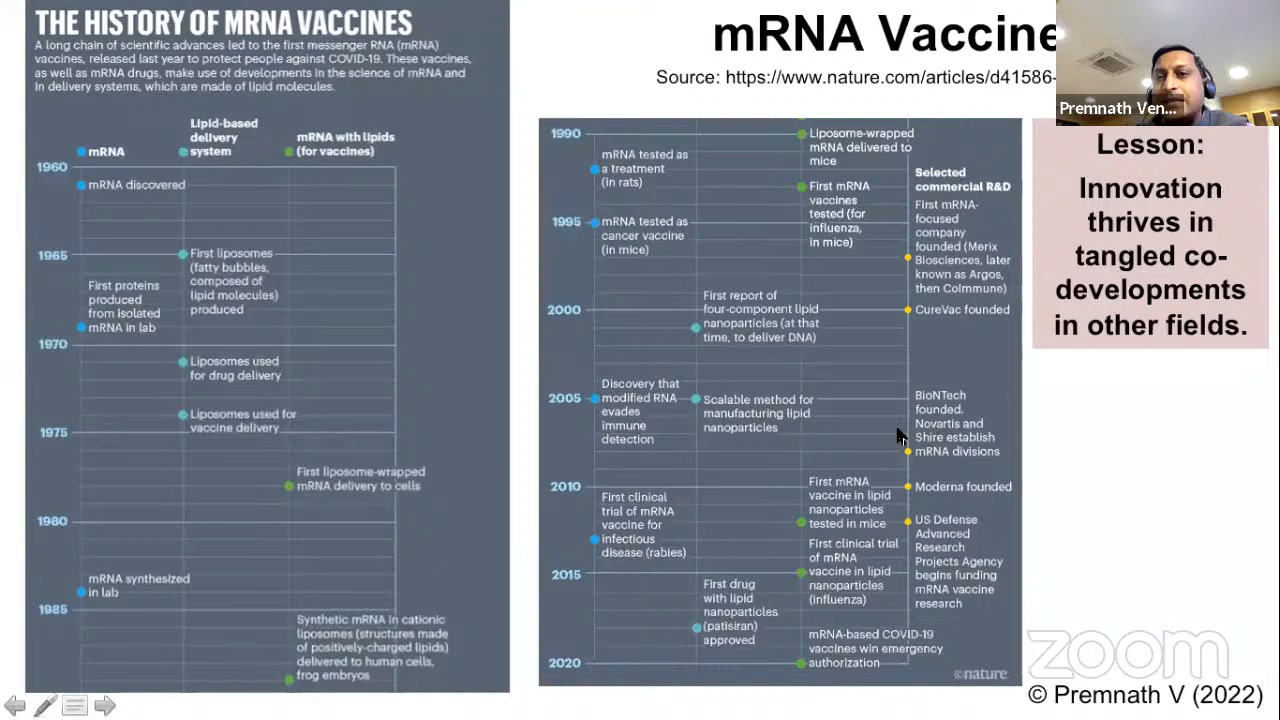 THE HISTORY OF MRNA VACCINES
A long chain of scientific advances led to the first messenger RNA (mRNA)
vaccines, released last year to protect people against COVID-19. These vaccines,
as well as mRNA drugs, make use of developments in the science of mRNA and
in delivery systems, which are made of lipid molecules.
mRNA
Lipid-based
delivery
system
mRNA with lipids
(for vaccines)
1960
mRNA discovered
1965
First liposomes
(fatty bubbles,
composed of
lipid molecules)
produced
First proteins
produced
from isolated
mRNA in lab
1970
Liposomes used
for drug delivery
Liposomes used for
vaccine delivery
1975
First liposome-wrapped
mRNA delivery to cells
1980
mRNA synthesized
in lab
1985
Synthetic mRNA in cationic
liposomes (structures made
of positively-charged lipids)
delivered to human cells,
frog embryos
mRNA Vaccine
Source: https://www.nature.com/articles/d41586-
Premnath Ven...
1990
Liposome-wrapped
mRNA delivered to
mice
mRNA tested as
a treatment
(in rats)
First mRNA
vaccines
tested (for
influenza,
in mice)
Selected
commercial R&D
First mRNA-
focused
company
founded (Merix
Biosciences, later
known as Argos,
then CoImmune)
1995
mRNA tested as
cancer vaccine
(in mice)
2000
First report of
four-component lipid
nanoparticles (at that
time, to deliver DNA)
CureVac founded
2005
Discovery that
modified RNA
evades
immune
detection
Scalable method for
manufacturing lipid
nanoparticles
BioNTech
founded.
Novartis and
Shire establish
mRNA divisions
2010
First clinical
trial of mRNA
vaccine for
infectious
disease (rabies)
First mRNA
vaccine in lipid
nanoparticles
tested in mice
Moderna founded
US Defense
Advanced
Research
Projects Agency
begins funding
mRNA vaccine
research
2015
First clinical trial
of mRNA
vaccine in lipid
nanoparticles
(influenza)
First drug
with lipid
nanoparticles
(patisiran)
approved
2020
mRNA-based COVID-19
vaccines win emergency
authorization
©nature
Lesson:
Innovation
thrives in
tangled co-
developments
in other fields.
zoom
© Premnath V (2022)